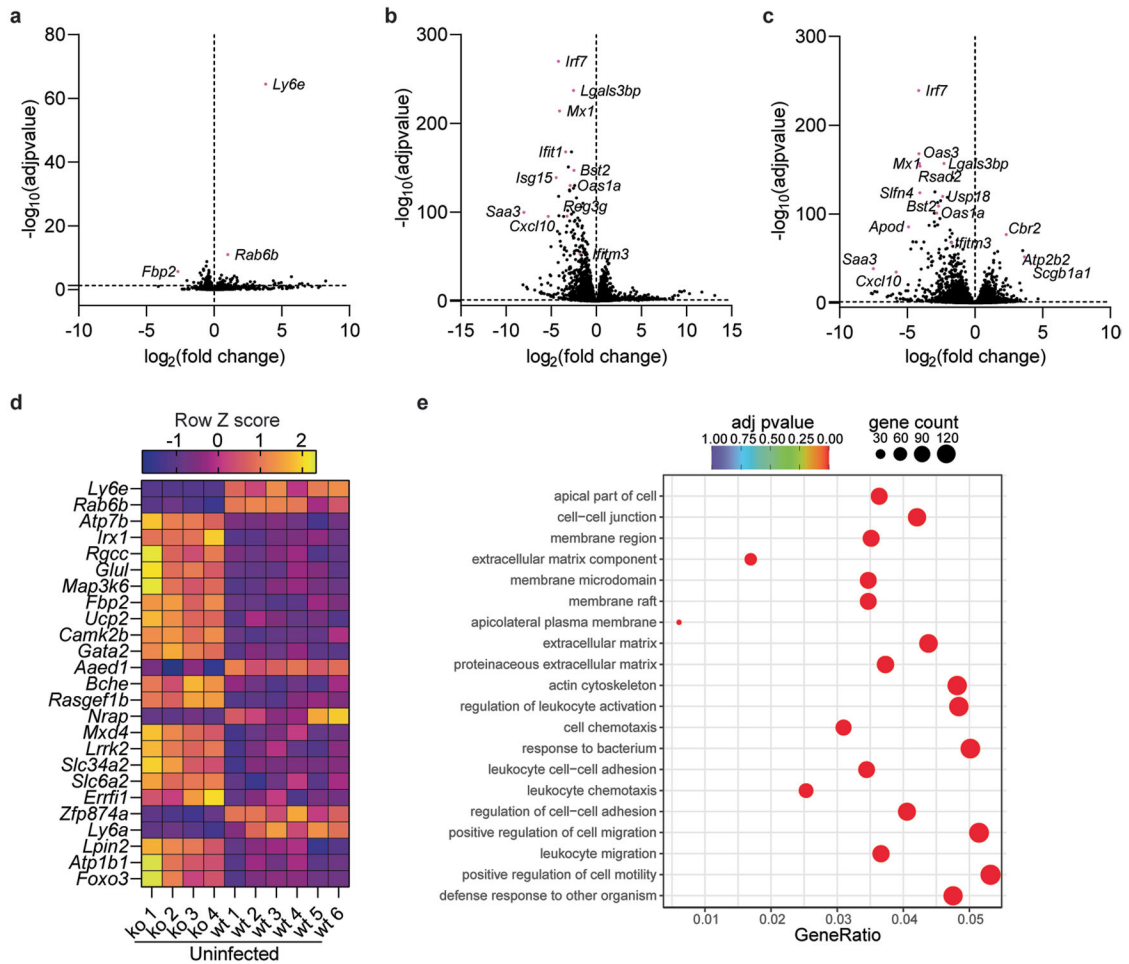 a
b
c
80
60
40
20
0
-log10(adjpvalue)
Ly6e
Rab6b
Fbp2
-10
-5
0
5
10
log2(fold change)
300
200
100
0
-log10(adjpvalue)
Irf7
Lgals3bp
Mx1
Ifit1
Bst2
Isg15
Oas1a
Reg3g
Saa3
Cxcl10
Ifitm3
-15
-10
-5
0
5
10
15
log2(fold change)
300
200
100
0
-log10(adjpvalue)
Irf7
Oas3
Mx1
Lgals3bp
Rsad2
Slfn4
Usp18
Bst2
Oas1a
Apod
Cbr2
Ifitm3
Saa3
Atp2b2
Cxcl10
Scgb1a1
-10
-5
0
5
10
log2(fold change)
d
Row Z score
-1 0 1 2
Ly6e
Rab6b
Atp7b
Irx1
Rgcc
Glul
Map3k6
Fbp2
Ucp2
Camk2b
Gata2
Aaed1
Bche
Rasgef1b
Nrap
Mxd4
Lrrk2
Slc34a2
Slc6a2
Errfi1
Zfp874a
Ly6a
Lpin2
Atp1b1
Foxo3
ko 1
ko 2
ko 3
ko 4
wt 1
wt 2
wt 3
wt 4
wt 5
wt 6
Uninfected
e
adj pvalue
1.00 0.75 0.50 0.25 0.00
gene count
30 60 90 120
apical part of cell
cell−cell junction
membrane region
extracellular matrix component
membrane microdomain
membrane raft
apicolateral plasma membrane
extracellular matrix
proteinaceous extracellular matrix
actin cytoskeleton
regulation of leukocyte activation
cell chemotaxis
response to bacterium
leukocyte cell−cell adhesion
leukocyte chemotaxis
regulation of cell−cell adhesion
positive regulation of cell migration
leukocyte migration
positive regulation of cell motility
defense response to other organism
0.01
0.02
0.03
0.04
0.05
GeneRatio